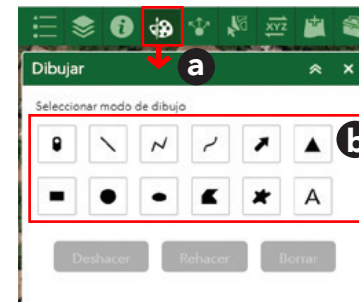 XYZ
a
Dibujar
Seleccionar modo de dibujo
b
A
Deshacer Rehacer Borrar